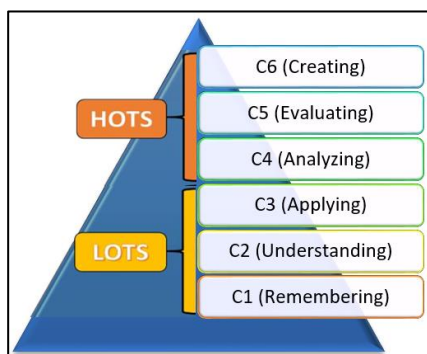 C6 (Creating)
C5 (Evaluating)
HOTS
C4 (Analyzing)
C3 (Applying)
C2 (Understanding)
LOTS
C1 (Remembering)